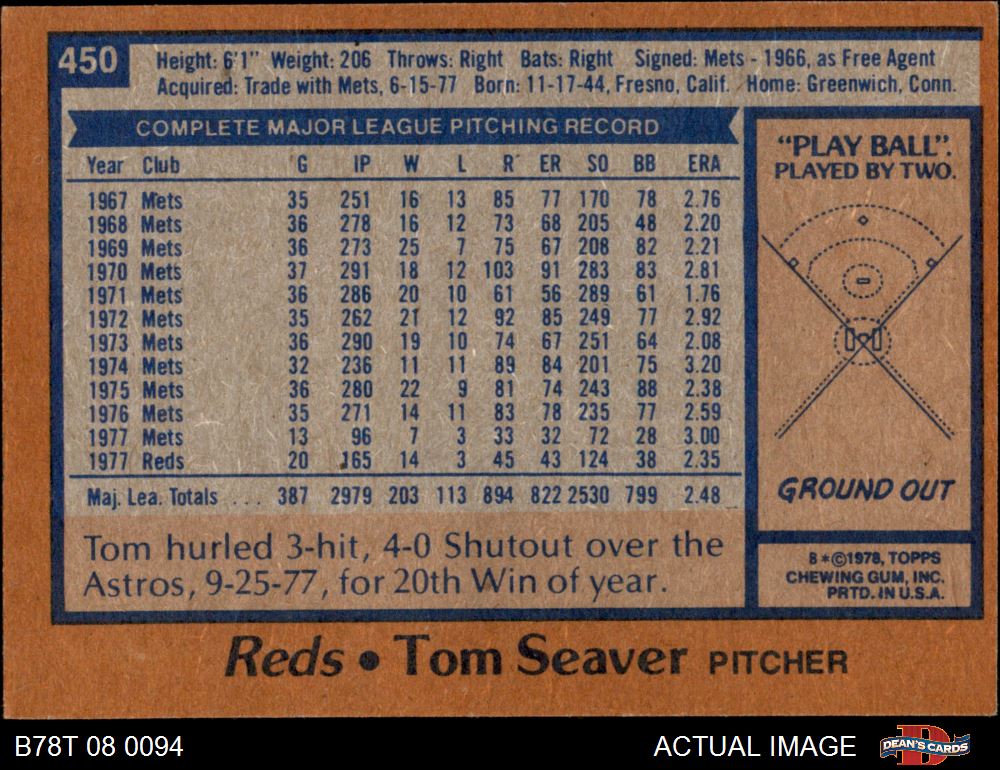 450
Height: 6'1" Weight: 206 Throws: Right Bats: Right Signed: Mets - 1966, as Free Agent
Acquired: Trade with Mets, 6-15-77 Born: 11-17-44, Fresno, Calif. Home: Greenwich, Conn.
COMPLETE MAJOR LEAGUE PITCHING RECORD
Year Club G IP W L R ER SO BB ERA
1967 Mets 35 251 16 13 85 77 170 78 2.76
1968 Mets 36 278 16 12 73 68 205 48 2.20
1969 Mets 36 273 25 7 75 67 208 82 2.21
1970 Mets 37 291 18 12 103 91 283 83 2.81
1971 Mets 36 286 20 10 61 56 289 61 1.76
1972 Mets 35 262 21 12 92 85 249 77 2.92
1973 Mets 36 290 19 10 74 67 251 64 2.08
1974 Mets 32 236 11 11 89 84 201 75 3.20
1975 Mets 36 280 22 9 81 74 243 88 2.38
1976 Mets 35 271 14 11 83 78 235 77 2.59
1977 Mets 13 96 7 3 33 32 72 28 3.00
1977 Reds 20 165 14 3 45 43 124 38 2.35
Maj. Lea. Totals . . . 387 2979 203 113 894 822 2530 799 2.48
Tom hurled 3-hit, 4-0 Shutout over the
Astros, 9-25-77, for 20th Win of year.
"PLAY BALL".
PLAYED BY TWO.
GROUND OUT
8*©1978, TOPPS
CHEWING GUM, INC.
PRTD. IN U.S.A.
Reds • Tom Seaver PITCHER
B78T 08 0094
ACTUAL IMAGE
D
DEAN'S CARDS